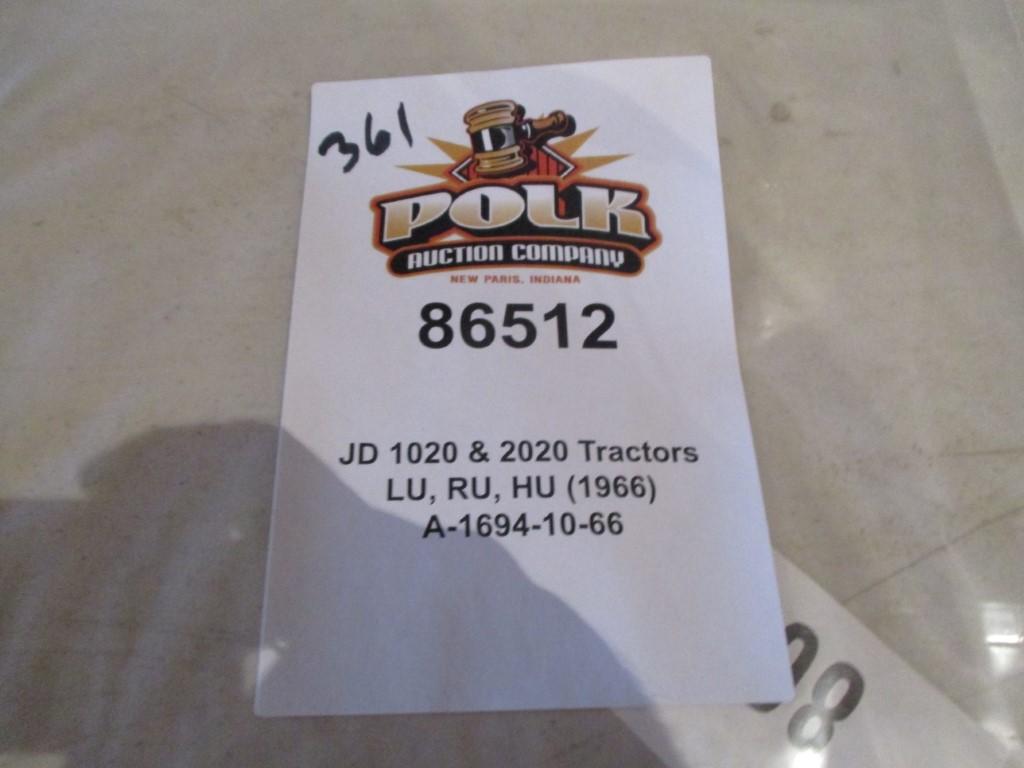 361
POLK
AUCTION COMPANY
NEW PARIS, INDIANA
86512
JD 1020 & 2020 Tractors
LU, RU, HU (1966)
A-1694-10-66
08